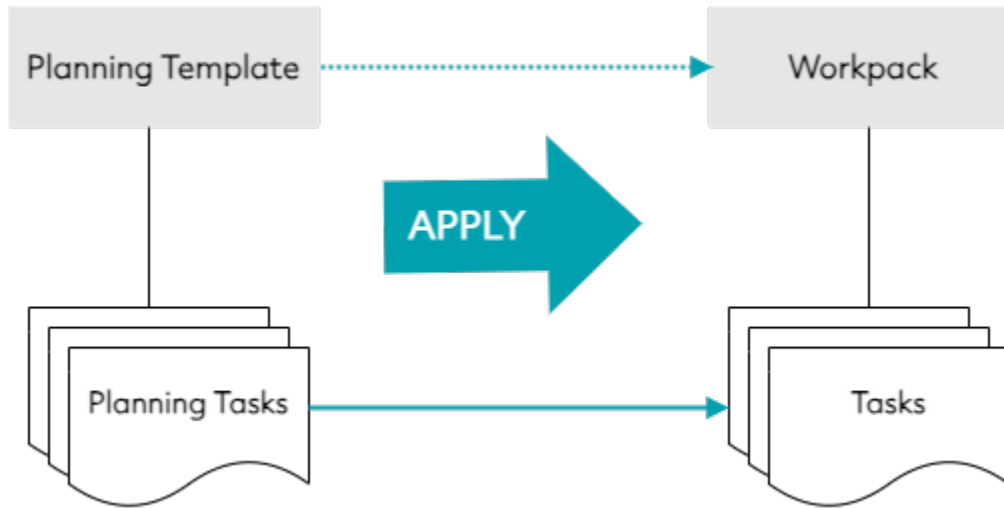 Planning Template
Workpack
APPLY
Planning Tasks
Tasks